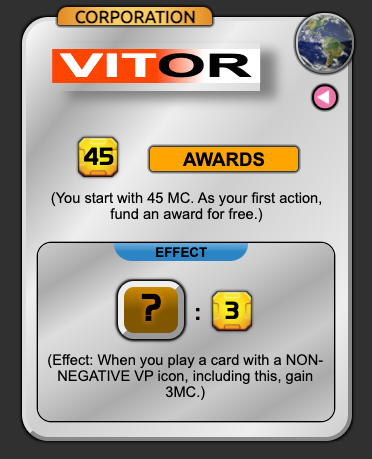 CORPORATION
VITOR
45
AWARDS
(You start with 45 MC. As your first action,
fund an award for free.)
EFFECT
? : 3
(Effect: When you play a card with a NON-
NEGATIVE VP icon, including this, gain
3MC.)